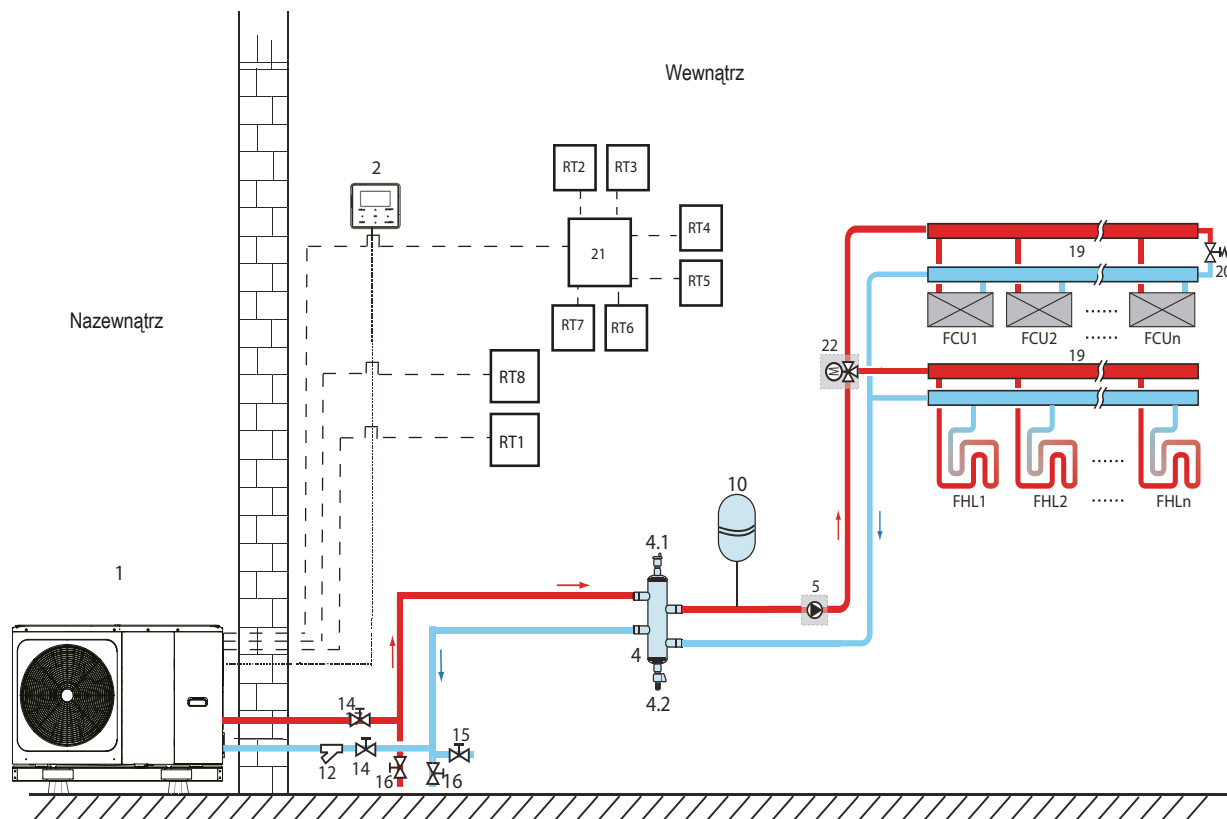 Wewnątrz
Nazewnątrz
2
RT2
RT3
RT4
21
RT5
RT7
RT6
RT8
RT1
19
20
FCU1
FCU2
......
......
FCUn
22
19
FHL1
FHL2
......
......
FHLn
10
4.1
5
4
4.2
1
14
12
14
15
16
16
M
M